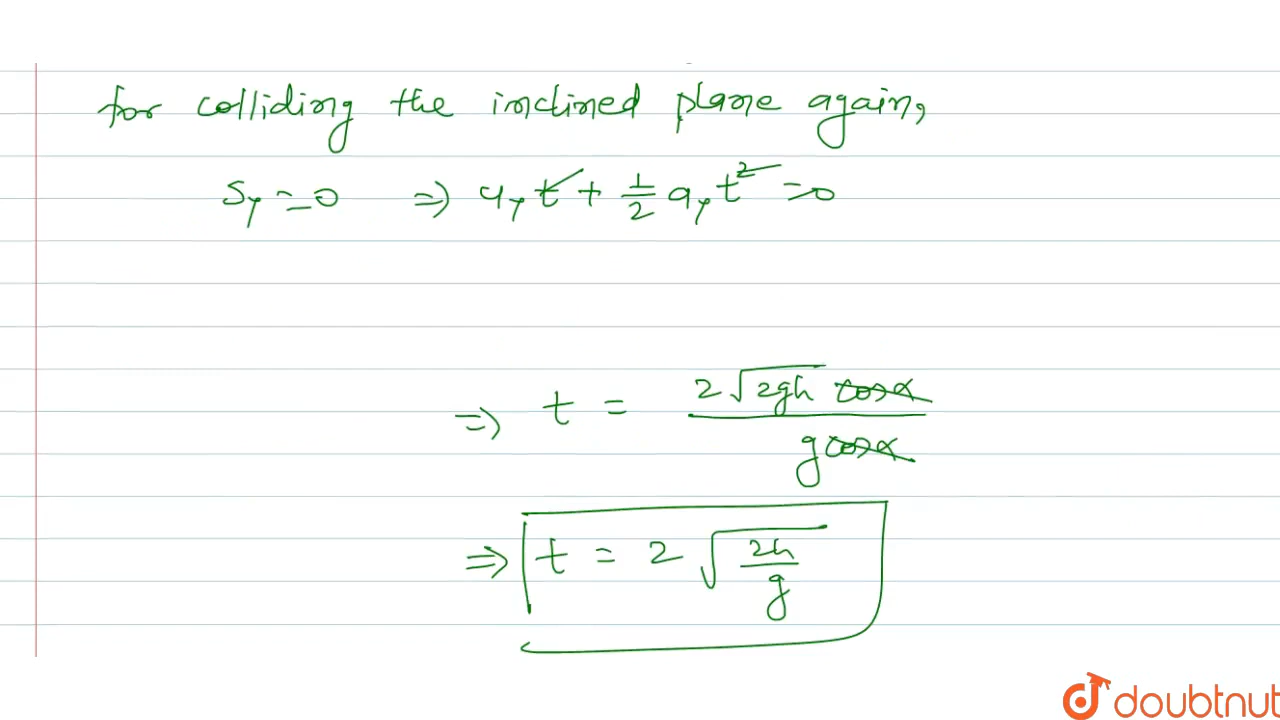 for colliding the inclined plane again,
Sy = 0 ⇒ uy t + 1/2 ay t² = 0
⇒ t = 2√2gh cosα / g cosα
⇒ t = 2 √(2h/g)
doubtnut